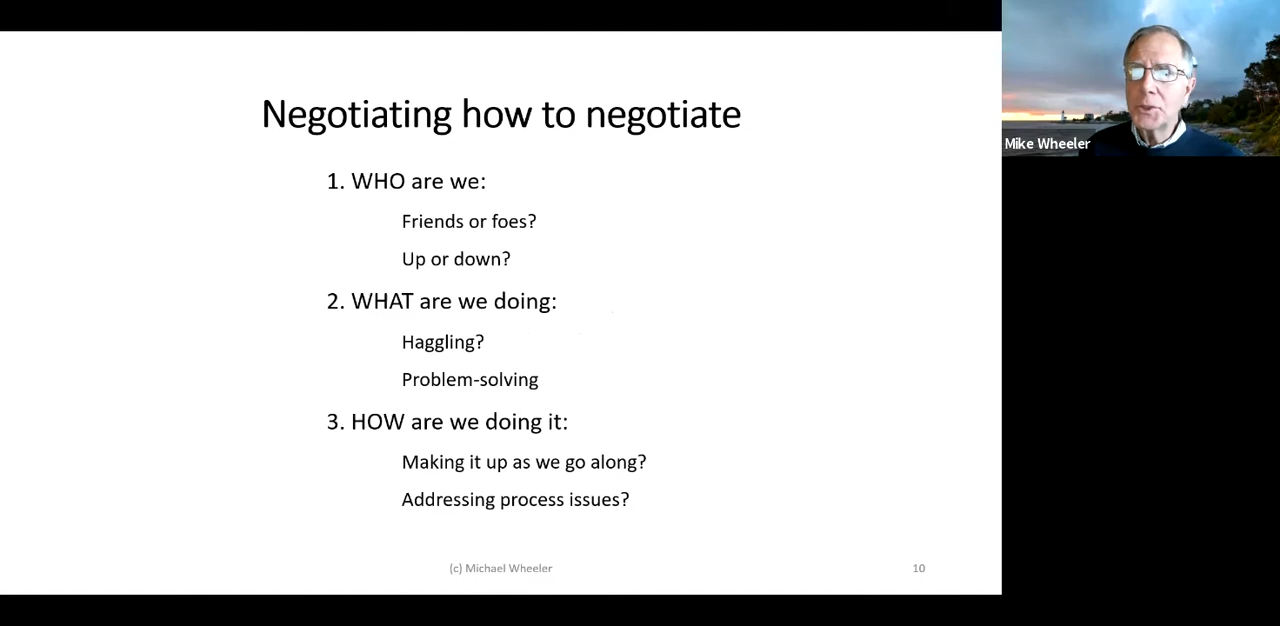 Negotiating how to negotiate
1. WHO are we:
Friends or foes?
Up or down?
2. WHAT are we doing:
Haggling?
Problem-solving
3. HOW are we doing it:
Making it up as we go along?
Addressing process issues?
(c) Michael Wheeler
10
Mike Wheeler